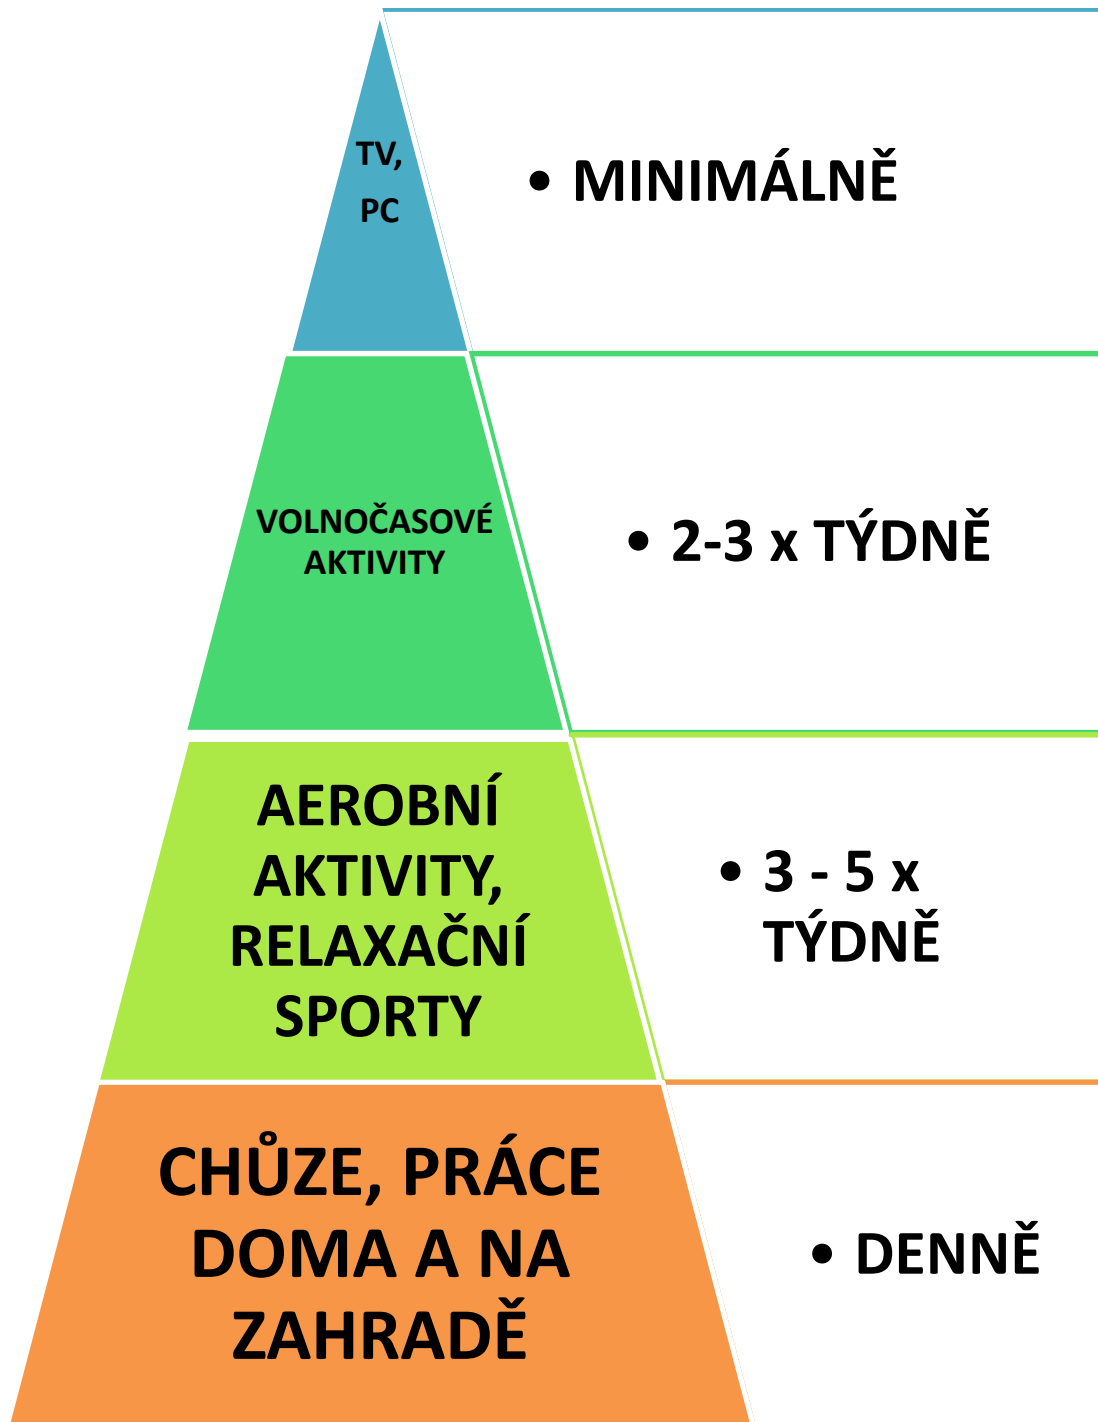 TV,
PC
• MINIMÁLNĚ
VOLNOČASOVÉ
AKTIVITY
• 2-3 x TÝDNĚ
AEROBNÍ
AKTIVITY,
RELAXAČNÍ
SPORTY
• 3 - 5 x
TÝDNĚ
CHŮZE, PRÁCE
DOMA A NA
ZAHRADĚ
• DENNĚ